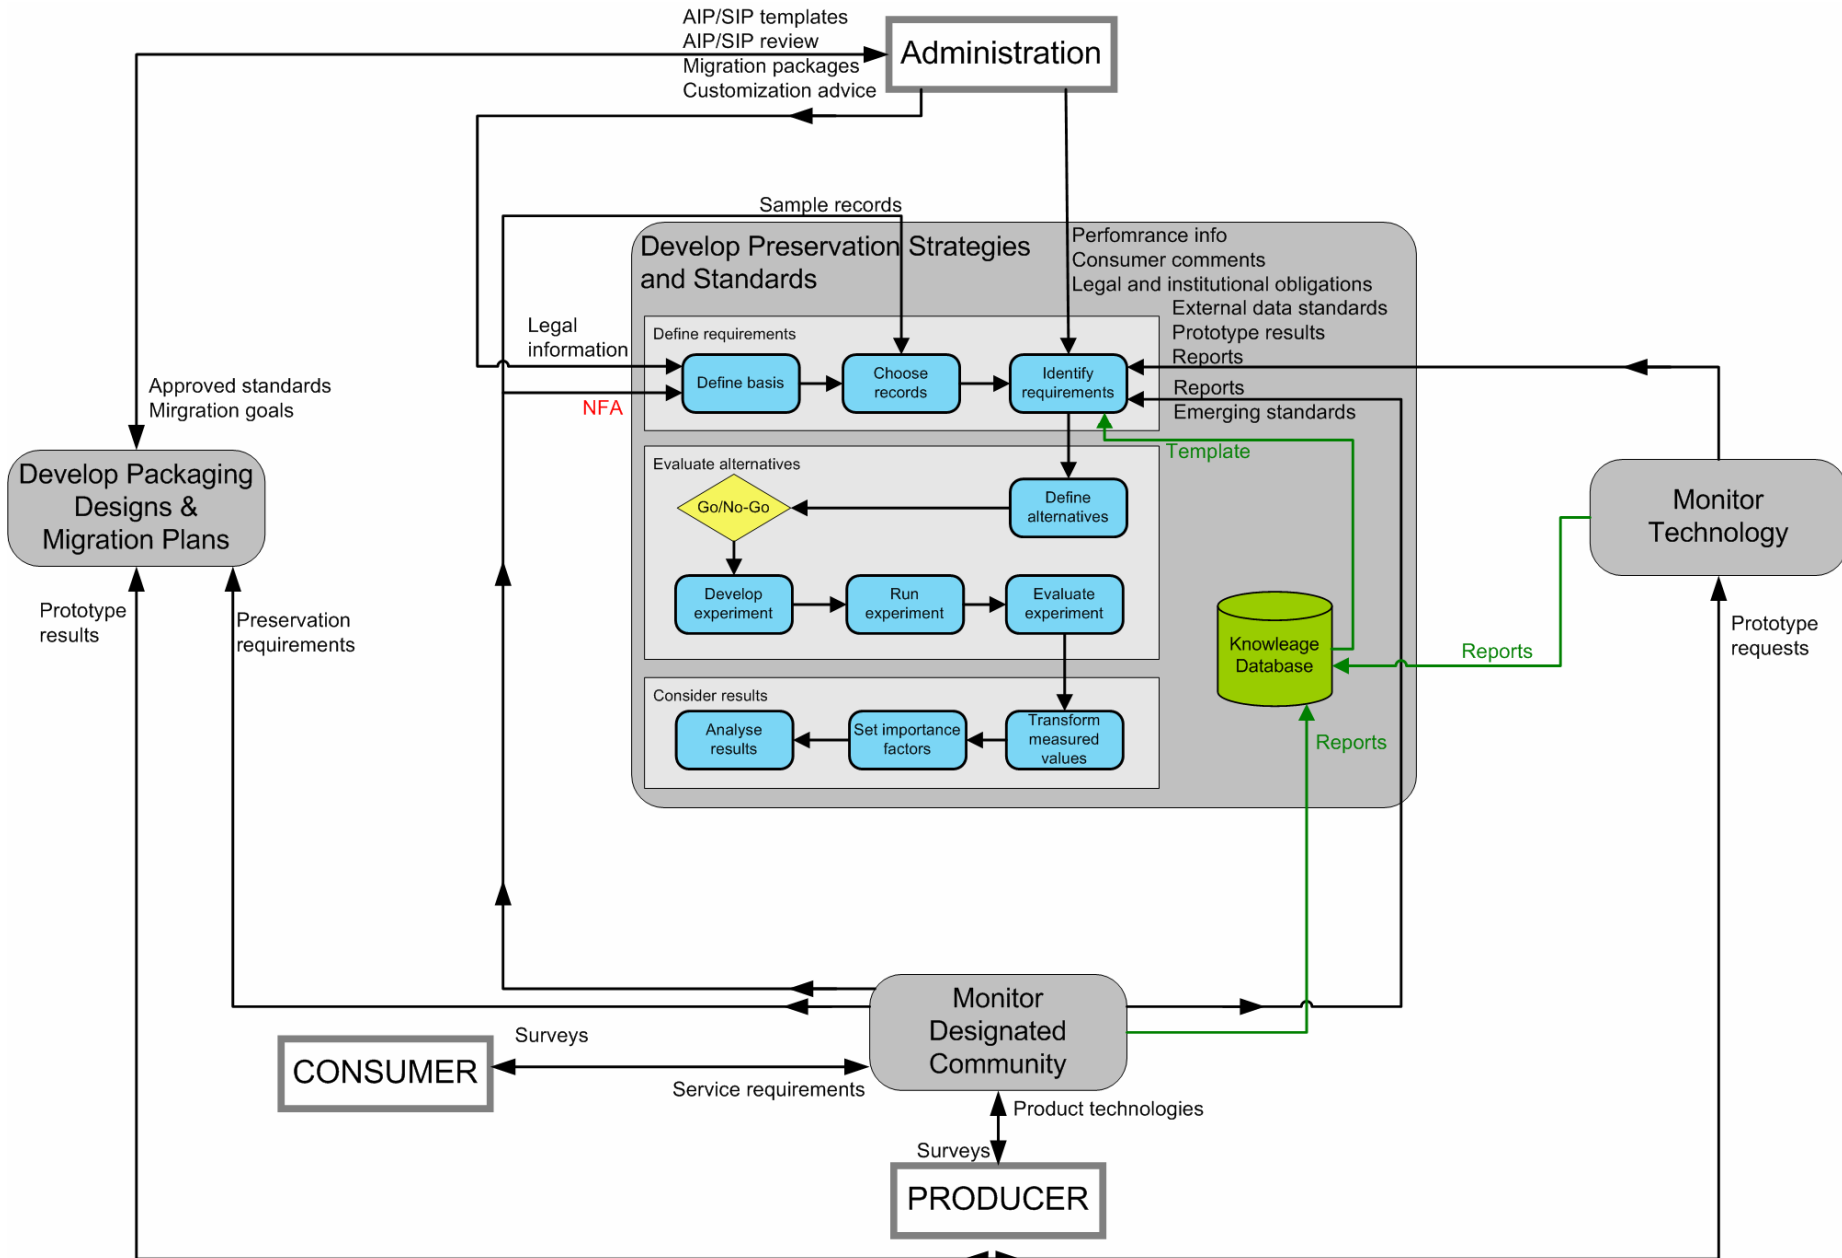 AIP/SIP templates
AIP/SIP review
Migration packages
Customization advice
Administration
Sample records
Develop Preservation Strategies
and Standards
Perfomrance info
Consumer comments
Legal and institutional obligations
External data standards
Prototype results
Reports
Legal
information
Define requirements
Define basis
Choose
records
Identify
requirements
Reports
Emerging standards
Approved standards
Mirgration goals
NFA
Template
Develop Packaging
Designs &
Migration Plans
Evaluate alternatives
Go/No-Go
Define
alternatives
Monitor
Technology
Develop
experiment
Run
experiment
Evaluate
experiment
Prototype
results
Preservation
requirements
Knowleage
Database
Reports
Prototype
requests
Consider results
Analyse
results
Set importance
factors
Transform
measured
values
Reports
Monitor
Designated
Community
Surveys
CONSUMER
Service requirements
Product technologies
Surveys
PRODUCER